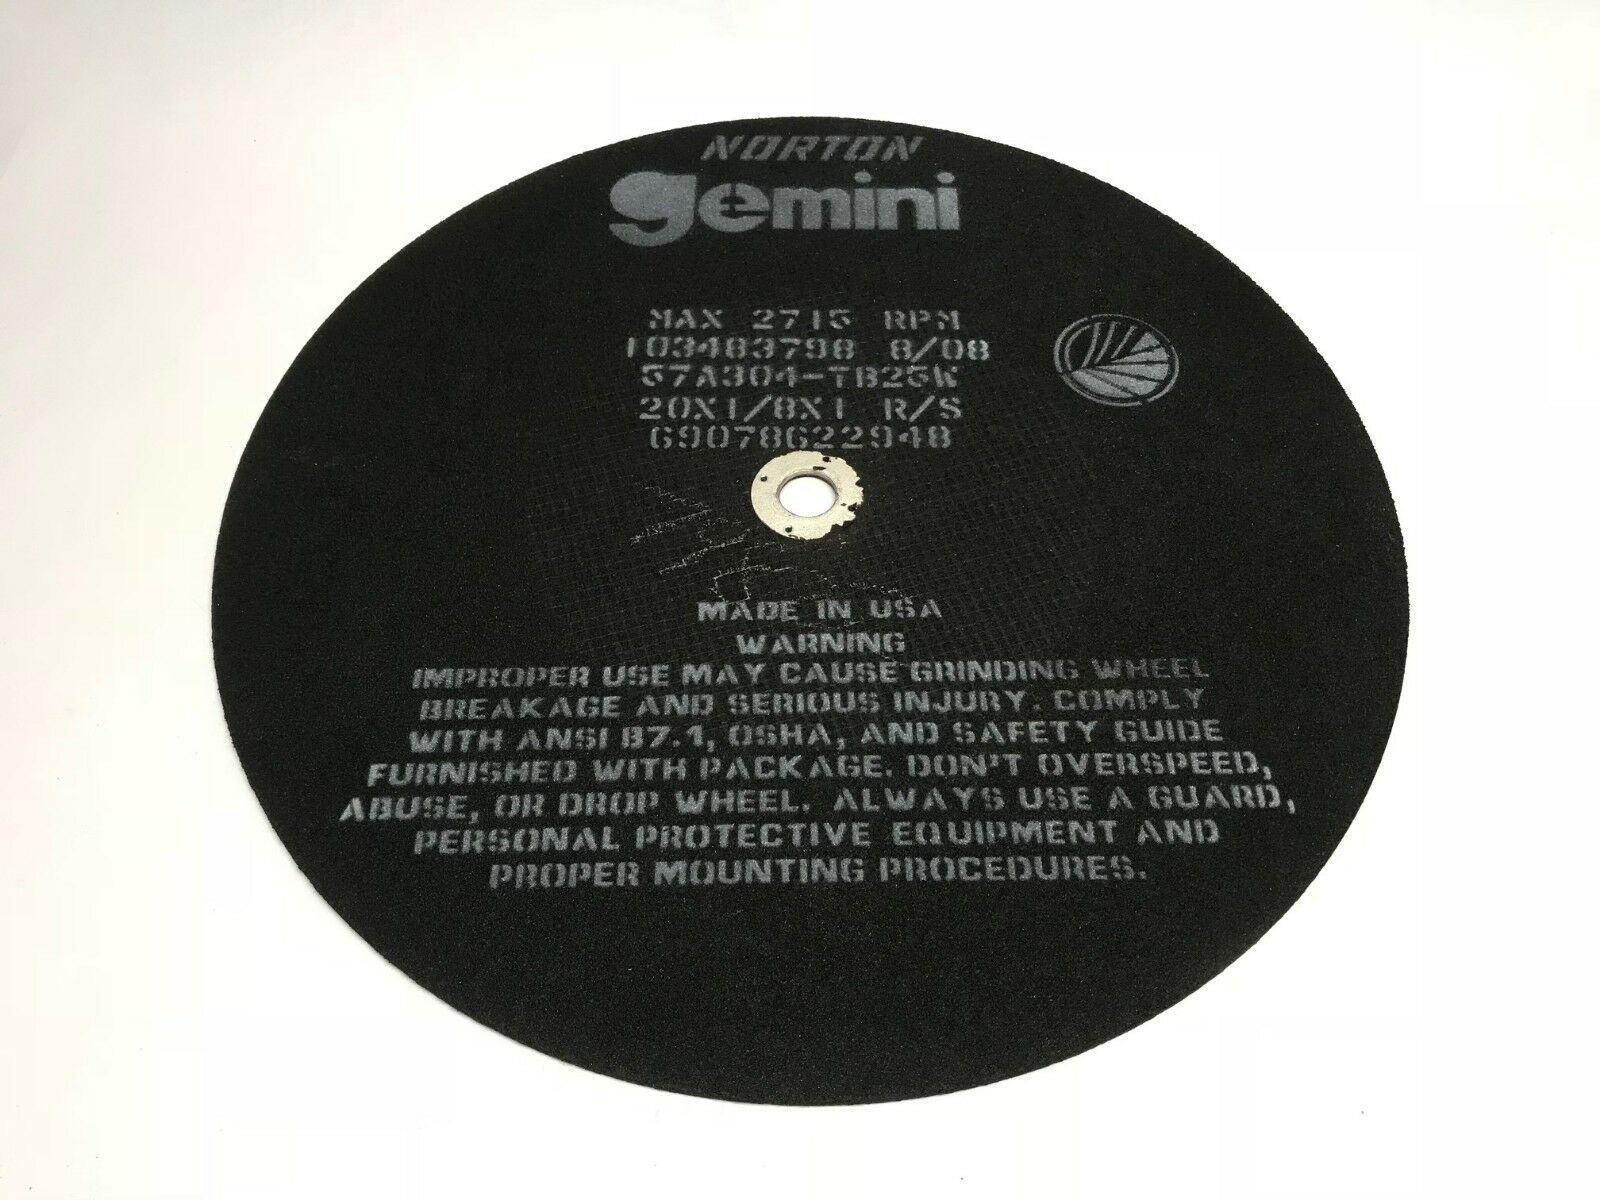 NORTON
gemini
MAX 2715 RPM
103483798 8/08
57A304-TB25W
20X1/8X1 R/S
69078622948
MADE IN USA
WARNING
IMPROPER USE MAY CAUSE GRINDING WHEEL
BREAKAGE AND SERIOUS INJURY. COMPLY
WITH ANSI B7.1, OSHA, AND SAFETY GUIDE
FURNISHED WITH PACKAGE. DON'T OVERSPEED,
ABUSE, OR DROP WHEEL. ALWAYS USE A GUARD,
PERSONAL PROTECTIVE EQUIPMENT AND
PROPER MOUNTING PROCEDURES.